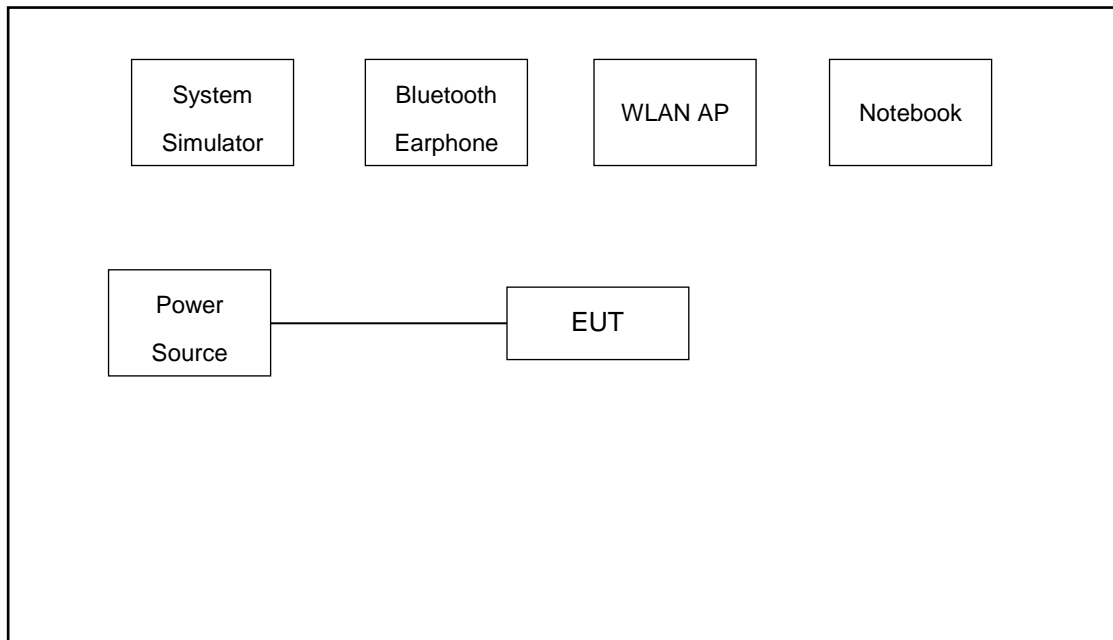 System
Simulator
Bluetooth
Earphone
WLAN AP
Notebook
Power
Source
EUT